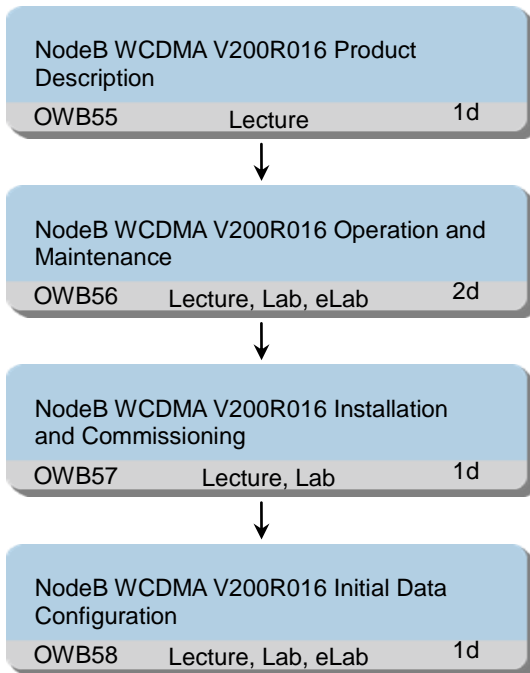 NodeB WCDMA V200R016 Product
Description
OWB55 Lecture 1d
NodeB WCDMA V200R016 Operation and
Maintenance
OWB56 Lecture, Lab, eLab 2d
NodeB WCDMA V200R016 Installation
and Commissioning
OWB57 Lecture, Lab 1d
NodeB WCDMA V200R016 Initial Data
Configuration
OWB58 Lecture, Lab, eLab 1d